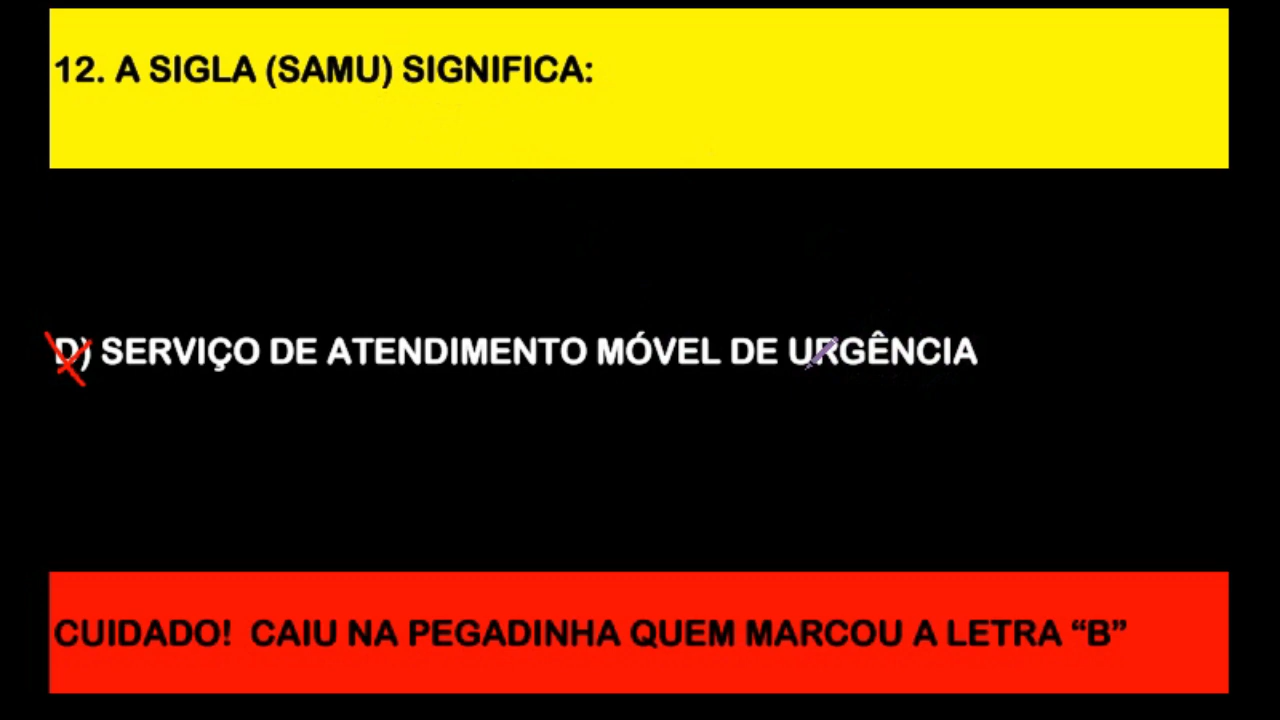 12. A SIGLA (SAMU) SIGNIFICA:
D) SERVIÇO DE ATENDIMENTO MÓVEL DE URGÊNCIA
CUIDADO! CAIU NA PEGADINHA QUEM MARCOU A LETRA “B”